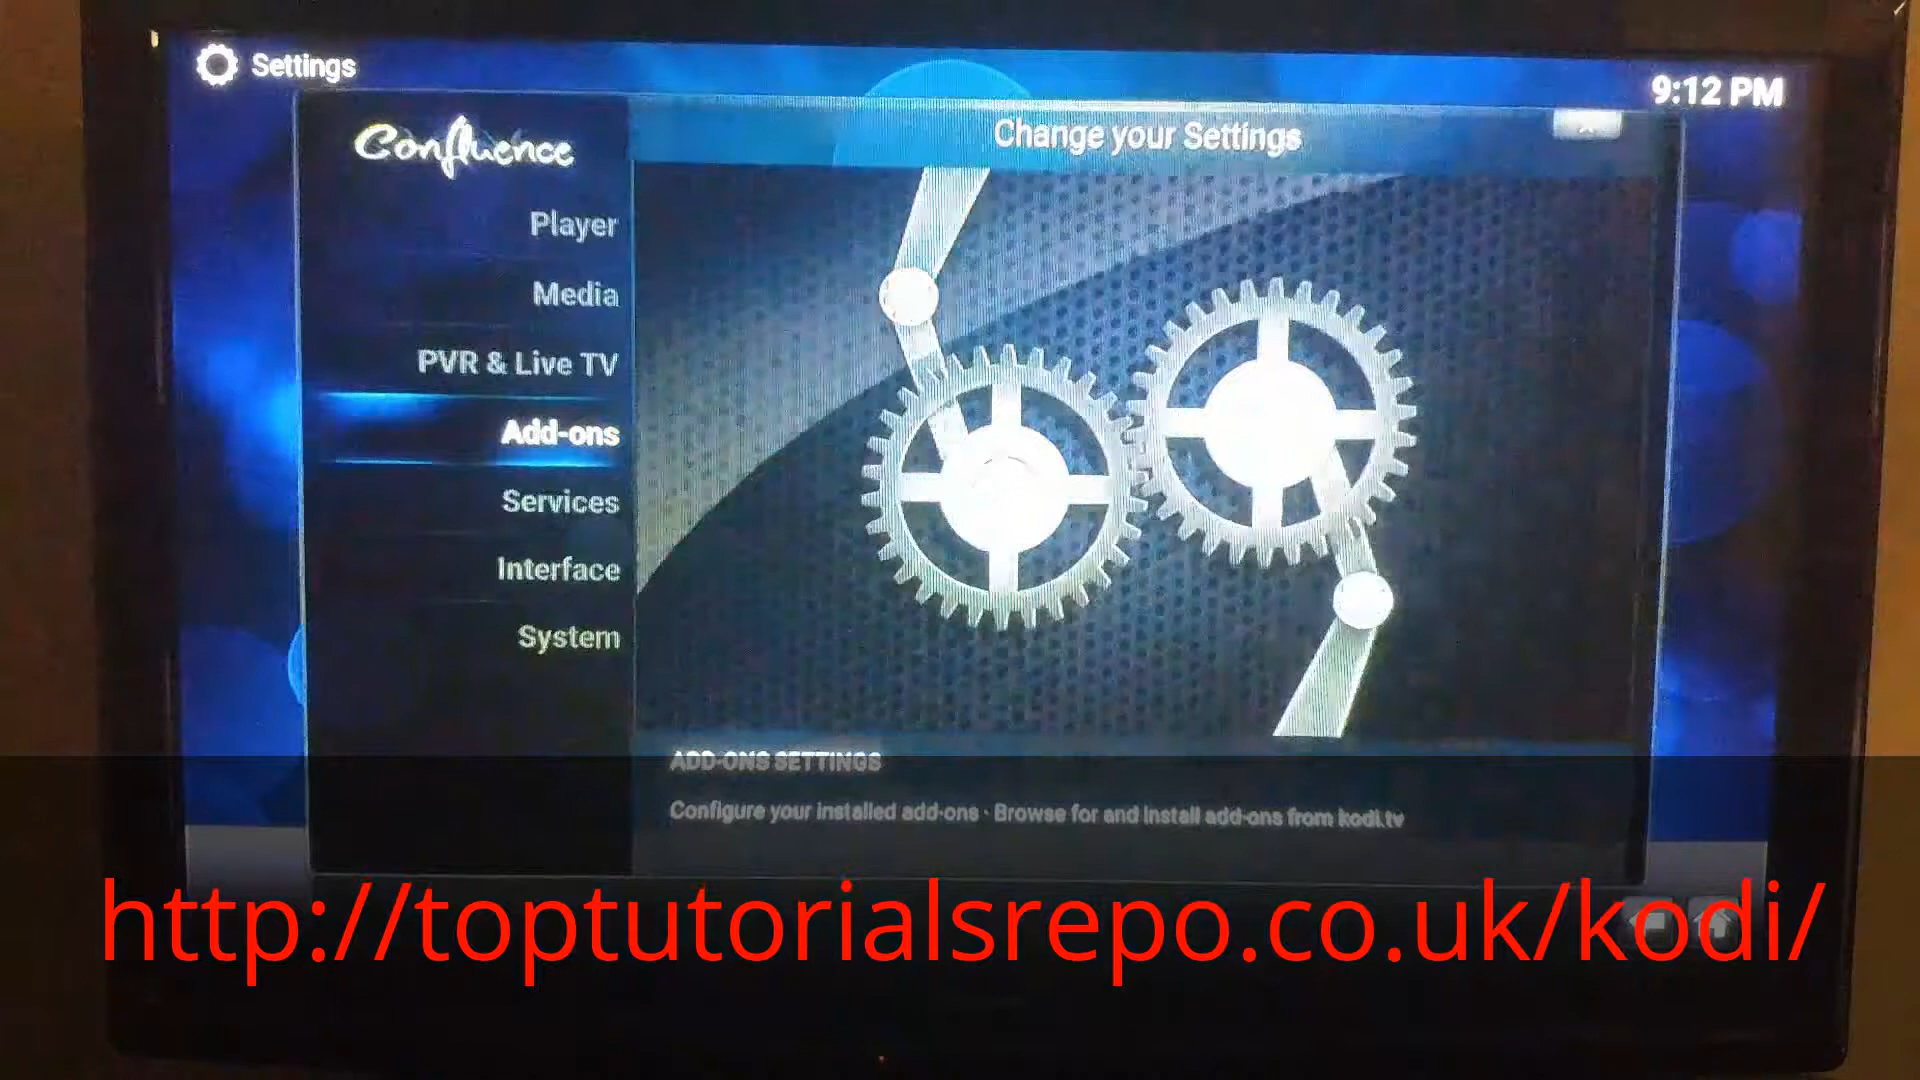 Settings
9:12 PM
Confluence
Change your Settings
Player
Media
PVR & Live TV
Add-ons
Services
Interface
System
ADD-ONS SETTINGS
Configure your installed add-ons · Browse for and install add-ons from kodi.tv
http://toptutorialsrepo.co.uk/kodi/